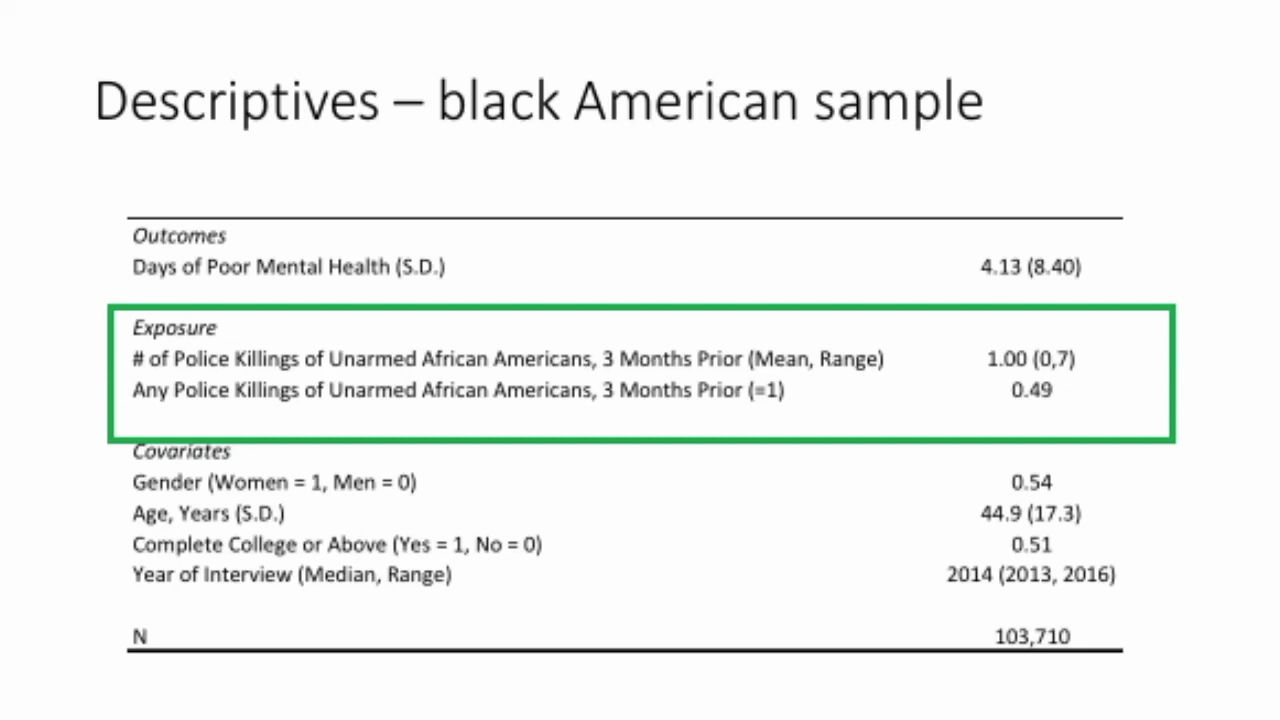 Descriptives – black American sample
Outcomes
Days of Poor Mental Health (S.D.) 4.13 (8.40)
Exposure
# of Police Killings of Unarmed African Americans, 3 Months Prior (Mean, Range) 1.00 (0,7)
Any Police Killings of Unarmed African Americans, 3 Months Prior (=1) 0.49
Covariates
Gender (Women = 1, Men = 0) 0.54
Age, Years (S.D.) 44.9 (17.3)
Complete College or Above (Yes = 1, No = 0) 0.51
Year of Interview (Median, Range) 2014 (2013, 2016)
N 103,710